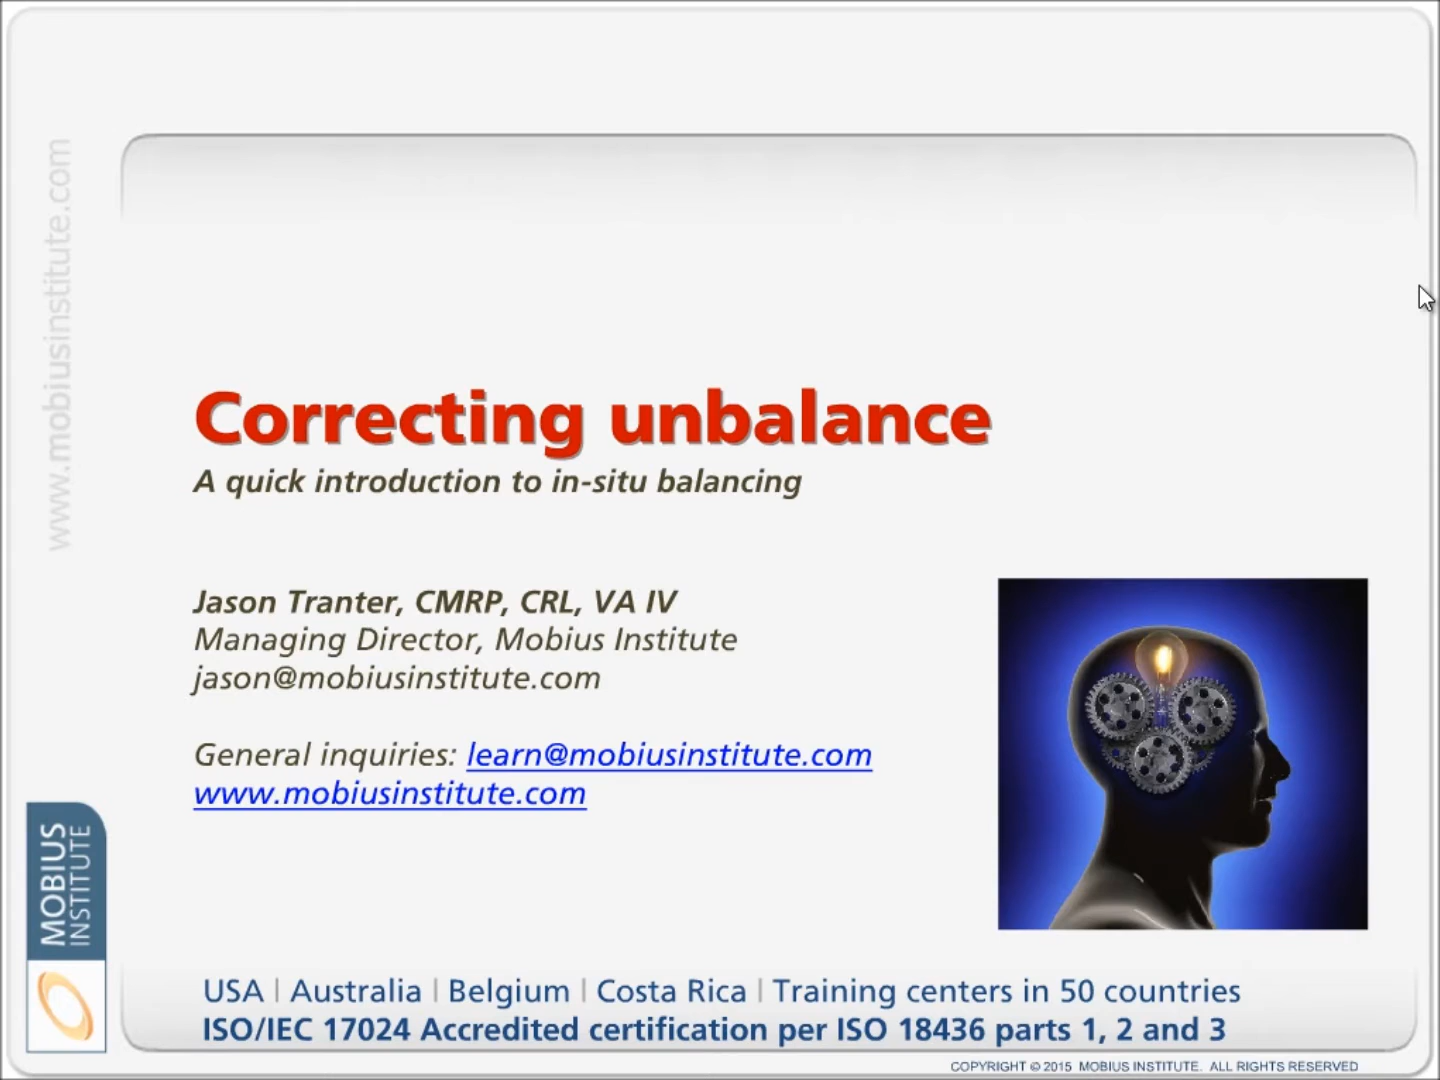 www.mobiusinstitute.com
Correcting unbalance
A quick introduction to in-situ balancing
Jason Tranter, CMRP, CRL, VA IV
Managing Director, Mobius Institute
jason@mobiusinstitute.com
General inquiries: learn@mobiusinstitute.com
www.mobiusinstitute.com
MOBIUS
INSTITUTE
USA | Australia | Belgium | Costa Rica | Training centers in 50 countries
ISO/IEC 17024 Accredited certification per ISO 18436 parts 1, 2 and 3
COPYRIGHT © 2015 MOBIUS INSTITUTE. ALL RIGHTS RESERVED